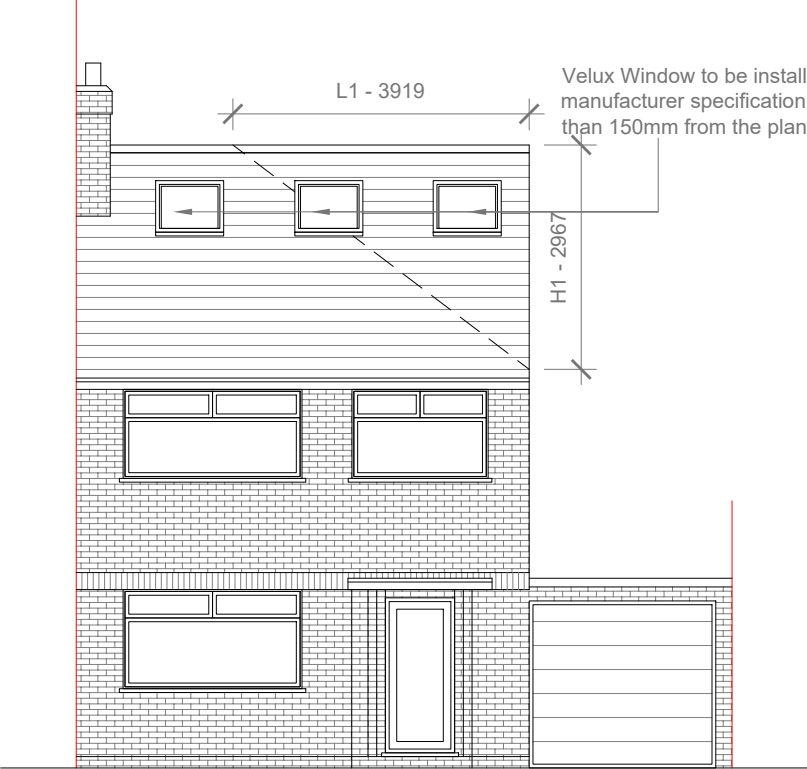 L1 - 3919
Velux Window to be install
manufacturer specification
than 150mm from the plan
H1 - 2967